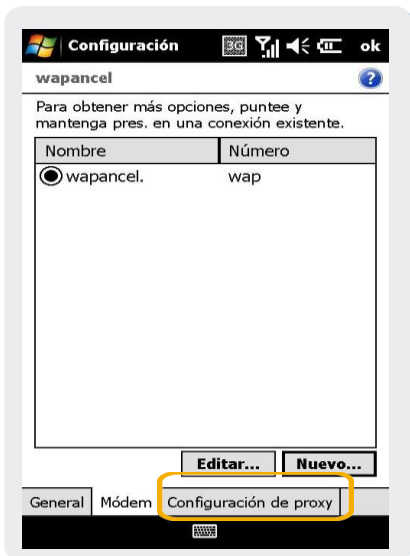 Configuración 3G ok
wapancel
Para obtener más opciones, puntee y
mantenga pres. en una conexión existente.
Nombre Número
wapancel. wap
Editar... Nuevo...
General Módem Configuración de proxy